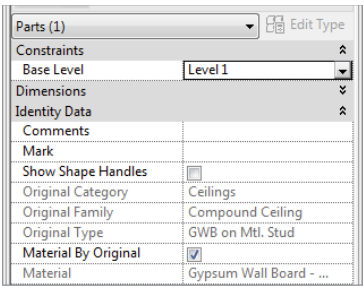 Parts (1) Edit Type
Constraints
Base Level Level 1
Dimensions
Identity Data
Comments
Mark
Show Shape Handles
Original Category Ceilings
Original Family Compound Ceiling
Original Type GWB on Mtl. Stud
Material By Original
Material Gypsum Wall Board - ...